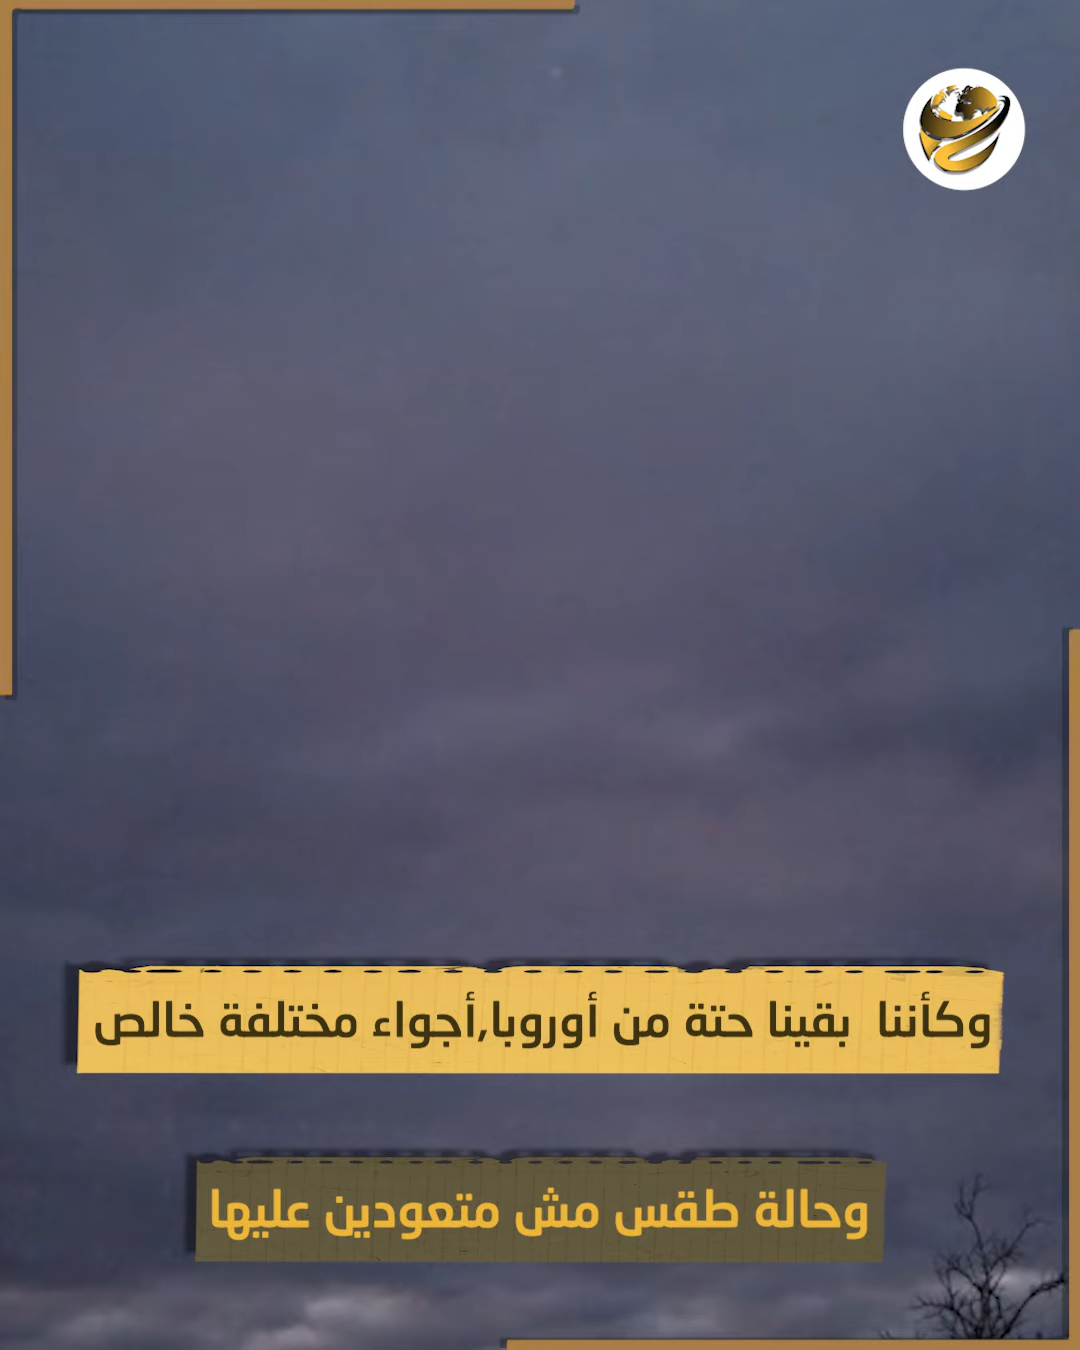 وكأننا بقينا حتة من أوروبا,أجواء مختلفة خالص
وحالة طقس مش متعودين عليها